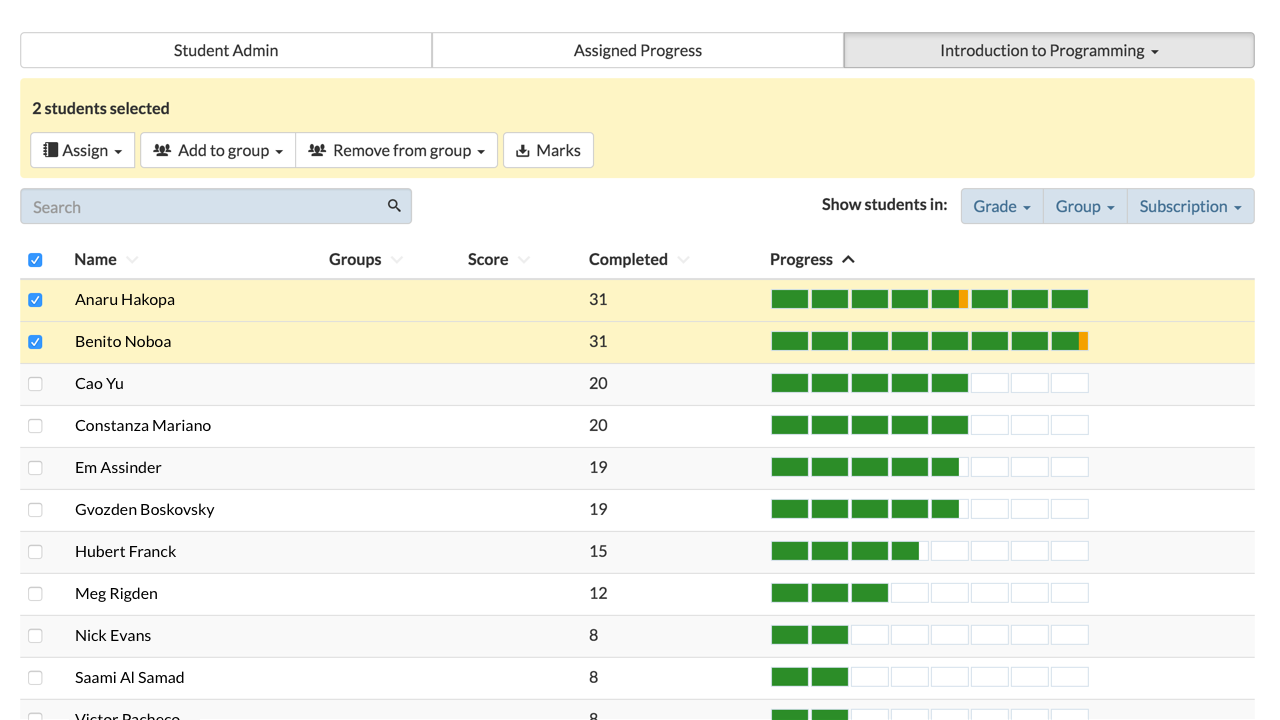 Student Admin Assigned Progress Introduction to Programming
2 students selected
Assign Add to group Remove from group Marks
Search Show students in: Grade Group Subscription
Name Groups Score Completed Progress
Anaru Hakopa 31
Benito Noboa 31
Cao Yu 20
Constanza Mariano 20
Em Assinder 19
Gvozden Boskovsky 19
Hubert Franck 15
Meg Rigden 12
Nick Evans 8
Saami Al Samad 8
Victor Pacheco 8